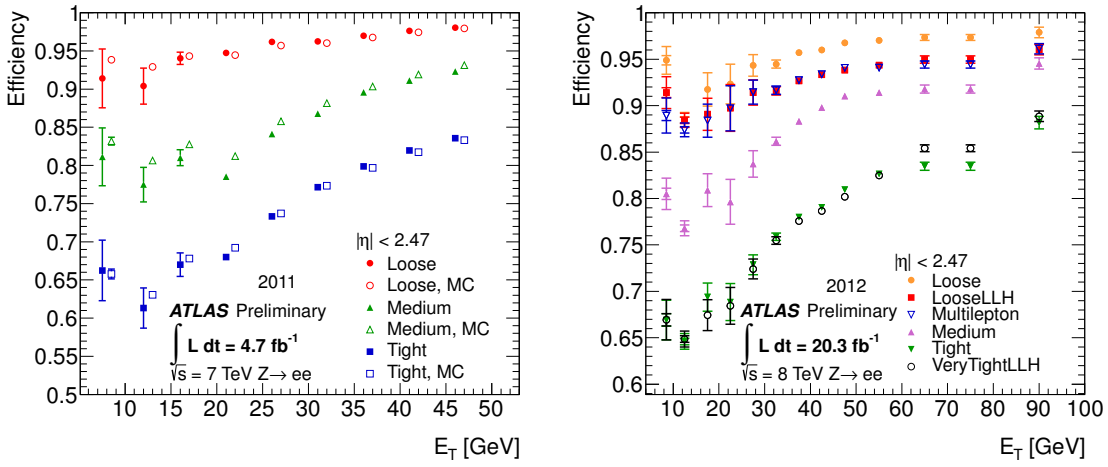 Efficiency
1
0.95
0.9
0.85
0.8
0.75
0.7
0.65
0.6
0.55
0.5
10 15 20 25 30 35 40 45 50
E_T [GeV]
|η| < 2.47
2011
ATLAS Preliminary
∫ L dt = 4.7 fb⁻¹
√s = 7 TeV Z→ ee
Loose
Loose, MC
Medium
Medium, MC
Tight
Tight, MC
Efficiency
1
0.95
0.9
0.85
0.8
0.75
0.7
0.65
0.6
10 20 30 40 50 60 70 80 90 100
E_T [GeV]
|η| < 2.47
2012
ATLAS Preliminary
∫ L dt = 20.3 fb⁻¹
√s = 8 TeV Z→ ee
Loose
LooseLLH
Multilepton
Medium
Tight
VeryTightLLH